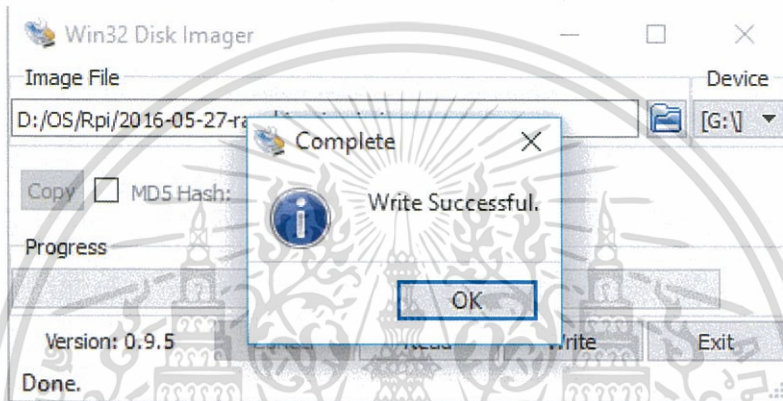 Win32 Disk Imager
Image File
Device
D:/OS/Rpi/2016-05-27-ra
[G:\]
Complete
Write Successful.
Copy
MD5 Hash:
Progress
OK
Version: 0.9.5
Read
Write
Exit
Done.